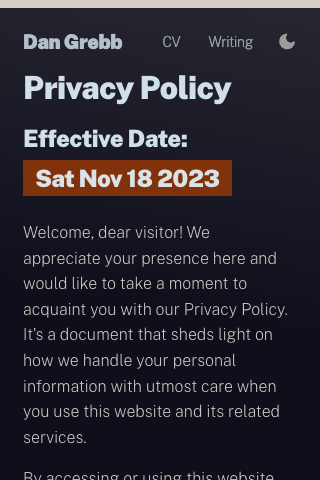 Dan Grebb CV Writing
Privacy Policy
Effective Date:
Sat Nov 18 2023
Welcome, dear visitor! We
appreciate your presence here and
would like to take a moment to
acquaint you with our Privacy Policy.
It's a document that sheds light on
how we handle your personal
information with utmost care when
you use this website and its related
services.
By accessing or using this website